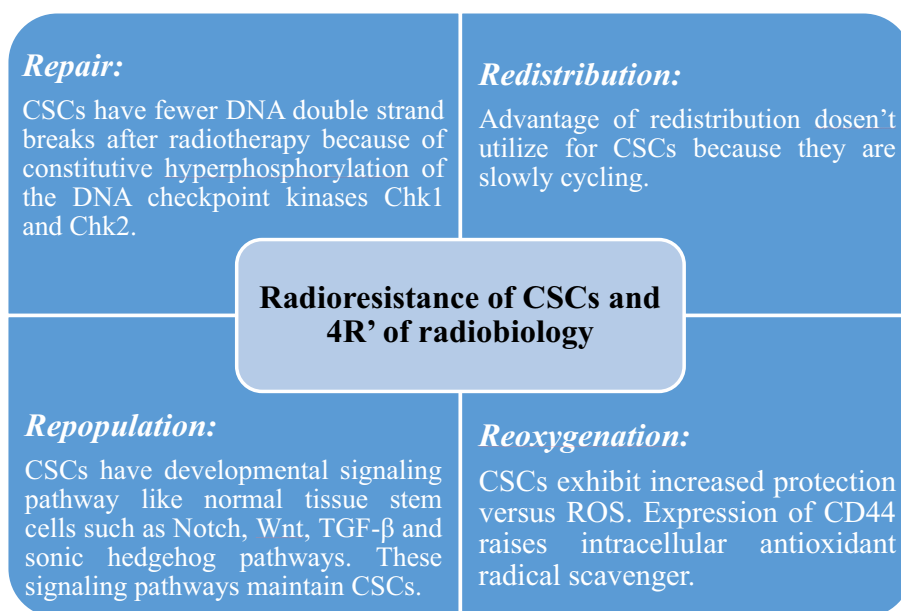 Repair:
CSCs have fewer DNA double strand
breaks after radiotherapy because of
constitutive hyperphosphorylation of
the DNA checkpoint kinases Chk1
and Chk2.
Redistribution:
Advantage of redistribution dosen’t
utilize for CSCs because they are
slowly cycling.
Radioresistance of CSCs and
4R’ of radiobiology
Repopulation:
CSCs have developmental signaling
pathway like normal tissue stem
cells such as Notch, Wnt, TGF-β and
sonic hedgehog pathways. These
signaling pathways maintain CSCs.
Reoxygenation:
CSCs exhibit increased protection
versus ROS. Expression of CD44
raises intracellular antioxidant
radical scavenger.